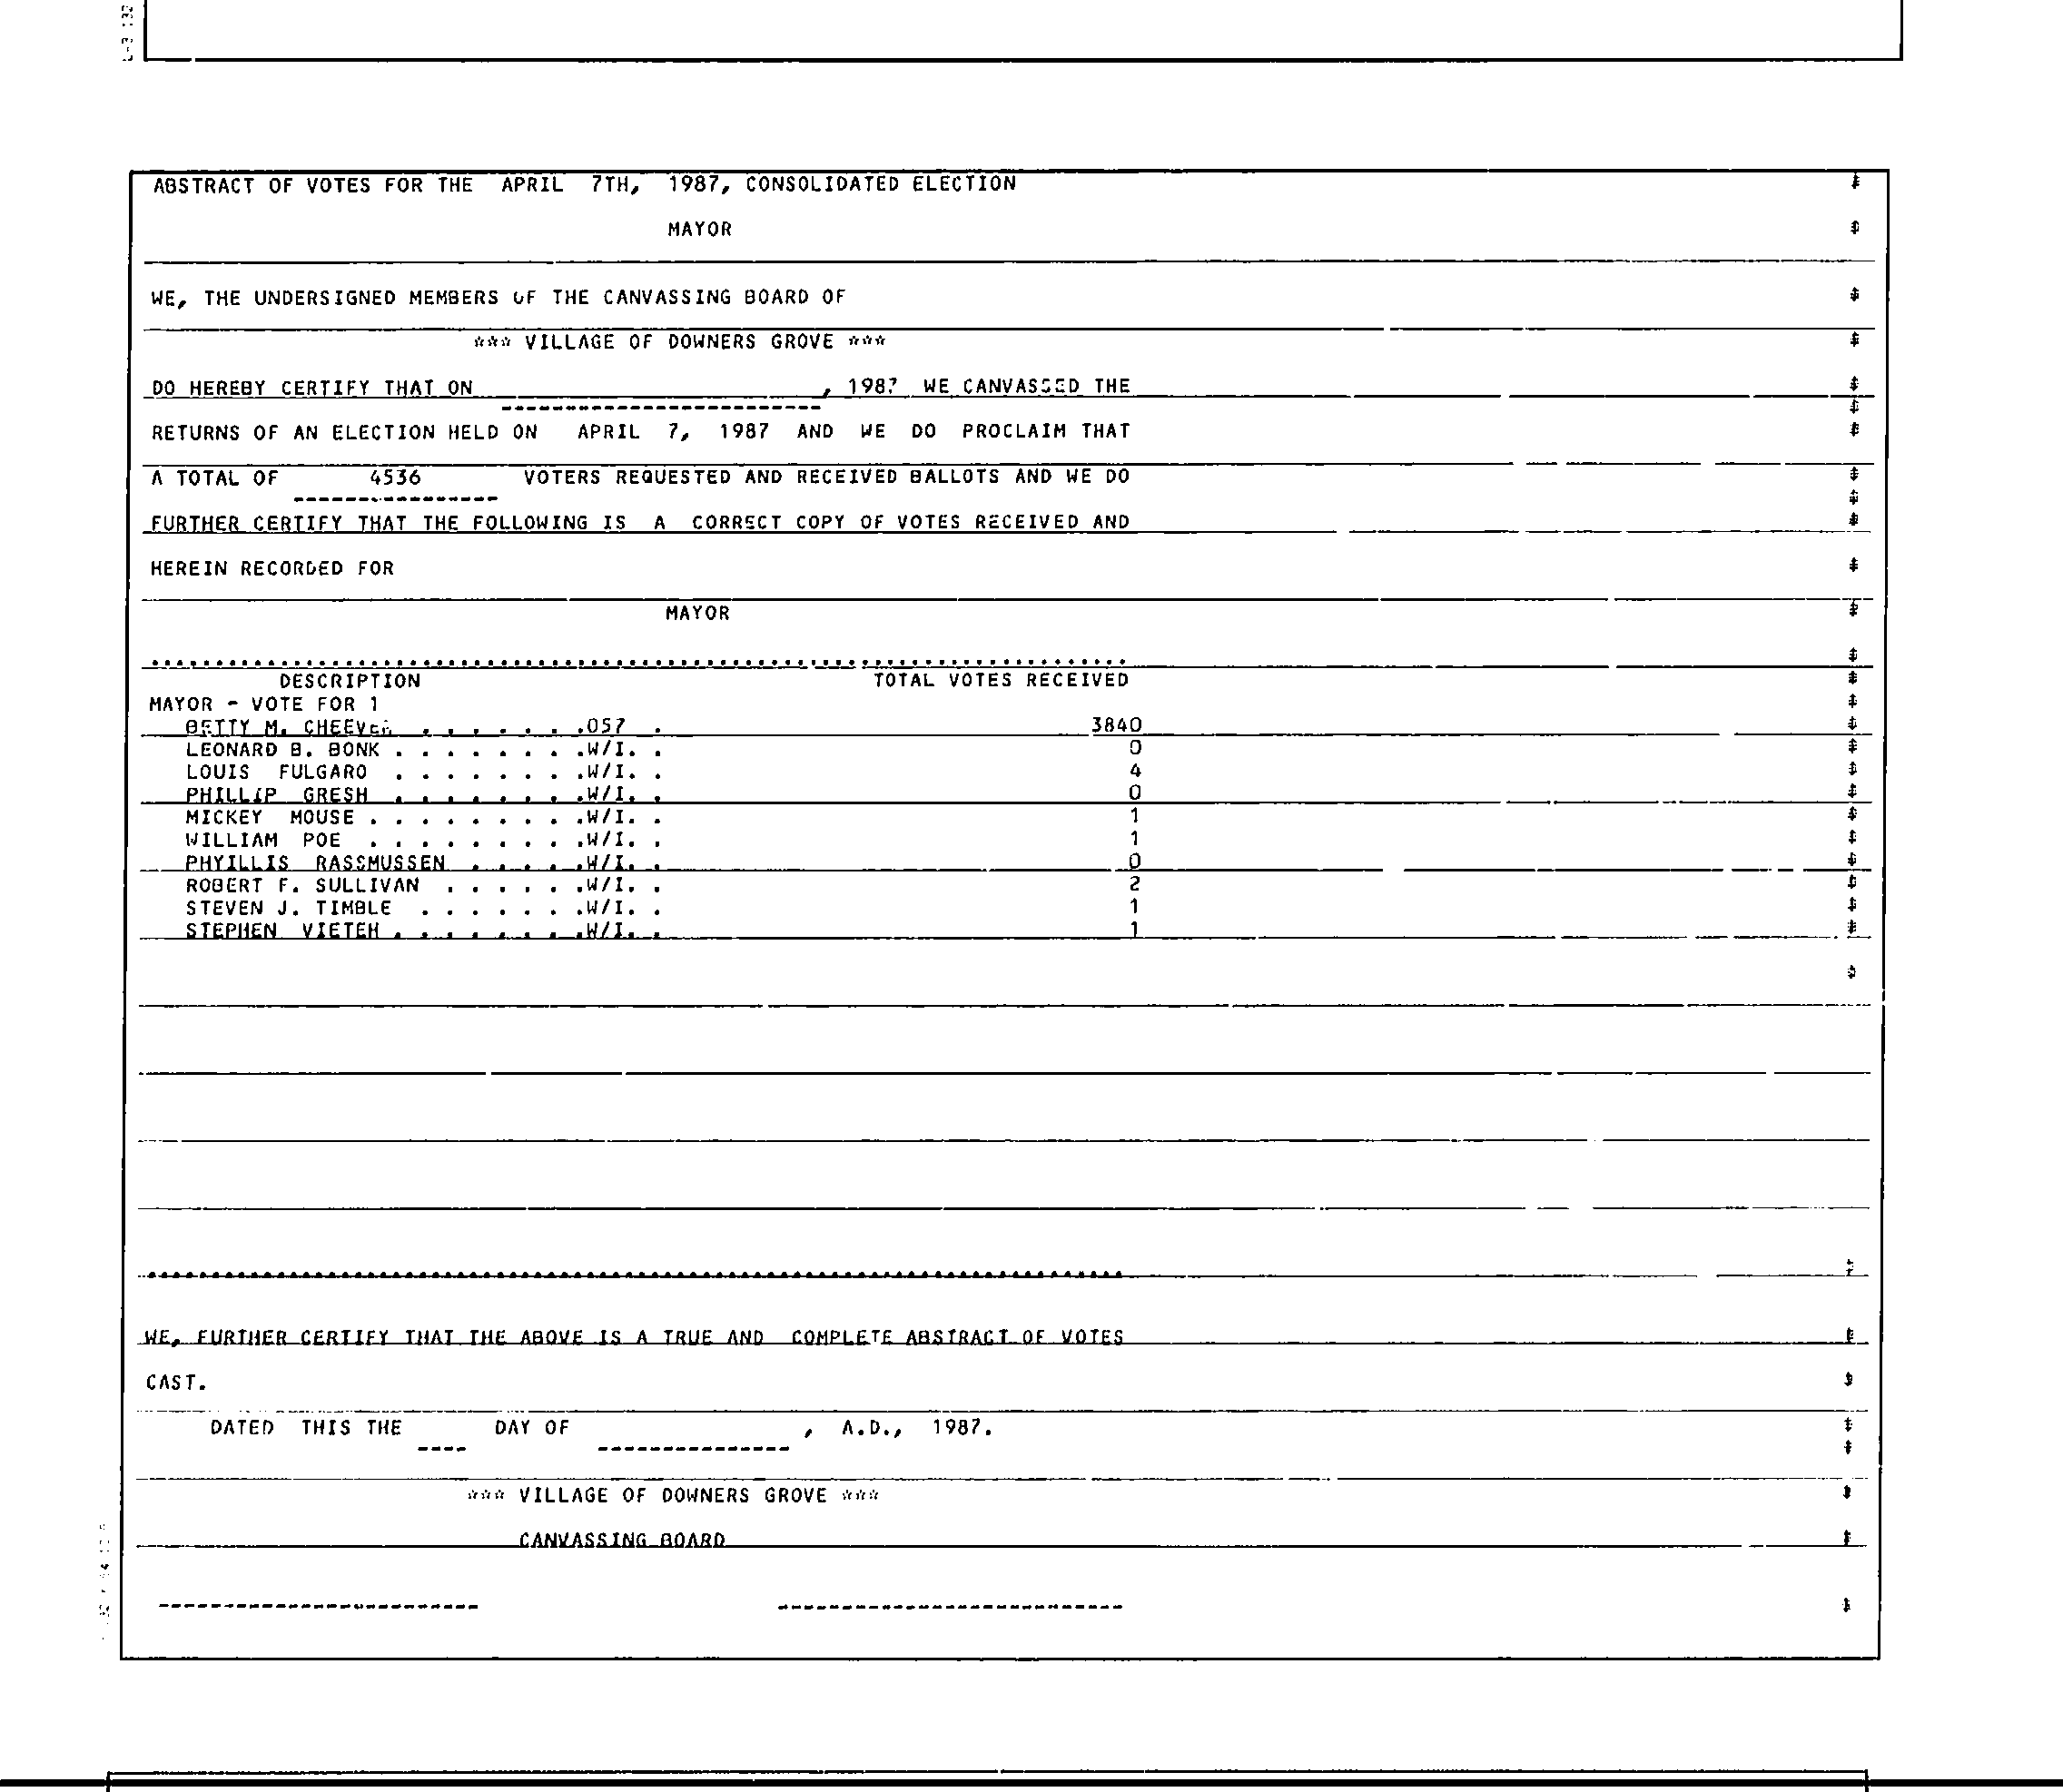 ABSTRACT OF VOTES FOR THE APRIL 7TH, 1987, CONSOLIDATED ELECTION
MAYOR
WE, THE UNDERSIGNED MEMBERS OF THE CANVASSING BOARD OF
*** VILLAGE OF DOWNERS GROVE ***
DO HEREBY CERTIFY THAT ON , 1987 WE CANVASSED THE
RETURNS OF AN ELECTION HELD ON APRIL 7, 1987 AND WE DO PROCLAIM THAT
A TOTAL OF 4536 VOTERS REQUESTED AND RECEIVED BALLOTS AND WE DO
FURTHER CERTIFY THAT THE FOLLOWING IS A CORRECT COPY OF VOTES RECEIVED AND
HEREIN RECORDED FOR
MAYOR
DESCRIPTION TOTAL VOTES RECEIVED
MAYOR - VOTE FOR 1
BETTY M. CHEEVER . . . . . . .057 . 3840
LEONARD B. BONK . . . . . . . .W/I. . 0
LOUIS FULGARO . . . . . . . .W/I. . 4
PHILLIP GRESH . . . . . . . .W/I. . 0
MICKEY MOUSE . . . . . . . . .W/I. . 1
WILLIAM POE . . . . . . . . .W/I. . 1
PHYILLIS RASSMUSSEN . . . . .W/I. . 0
ROBERT F. SULLIVAN . . . . . .W/I. . 2
STEVEN J. TIMBLE . . . . . . .W/I. . 1
STEPHEN VIETEH . . . . . . . .W/I. . 1
WE, FURTHER CERTIFY THAT THE ABOVE IS A TRUE AND COMPLETE ABSTRACT OF VOTES
CAST.
DATED THIS THE ---- DAY OF --------------- , A.D., 1987.
*** VILLAGE OF DOWNERS GROVE ***
CANVASSING BOARD